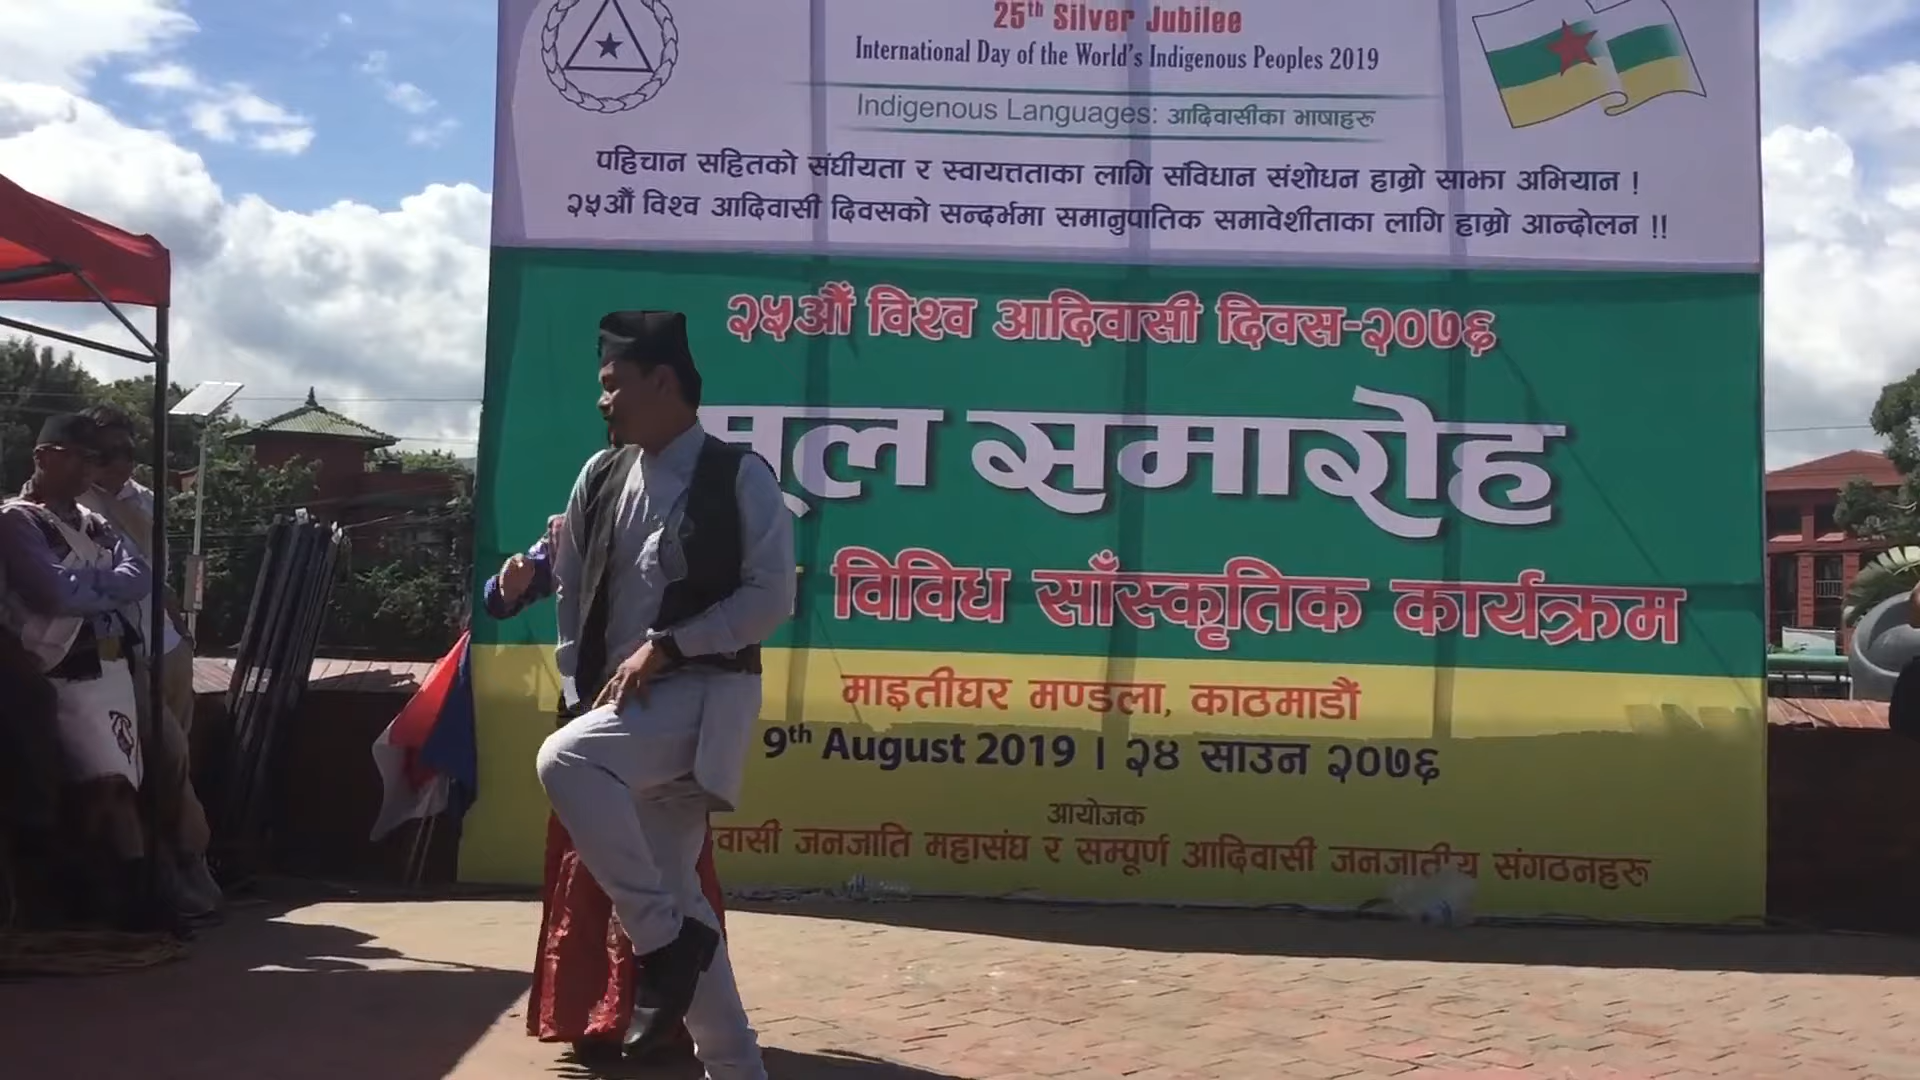 25th Silver Jubilee
International Day of the World's Indigenous Peoples 2019
Indigenous Languages: आदिवासीका भाषाहरु
पहिचान सहितको संघीयता र स्वायत्तताका लागि संविधान संशोधन हाम्रो साझा अभियान !
२५औं विश्व आदिवासी दिवसको सन्दर्भमा समानुपातिक समावेशीताका लागि हाम्रो आन्दोलन !!
२५औं विश्व आदिवासी दिवस-२०७६
मूल समारोह
विविध साँस्कृतिक कार्यक्रम
माइतीघर मण्डला, काठमाडौं
9th August 2019 | २४ साउन २०७६
आयोजक
वासी जनजाति महासंघ र सम्पूर्ण आदिवासी जनजातीय संगठनहरु